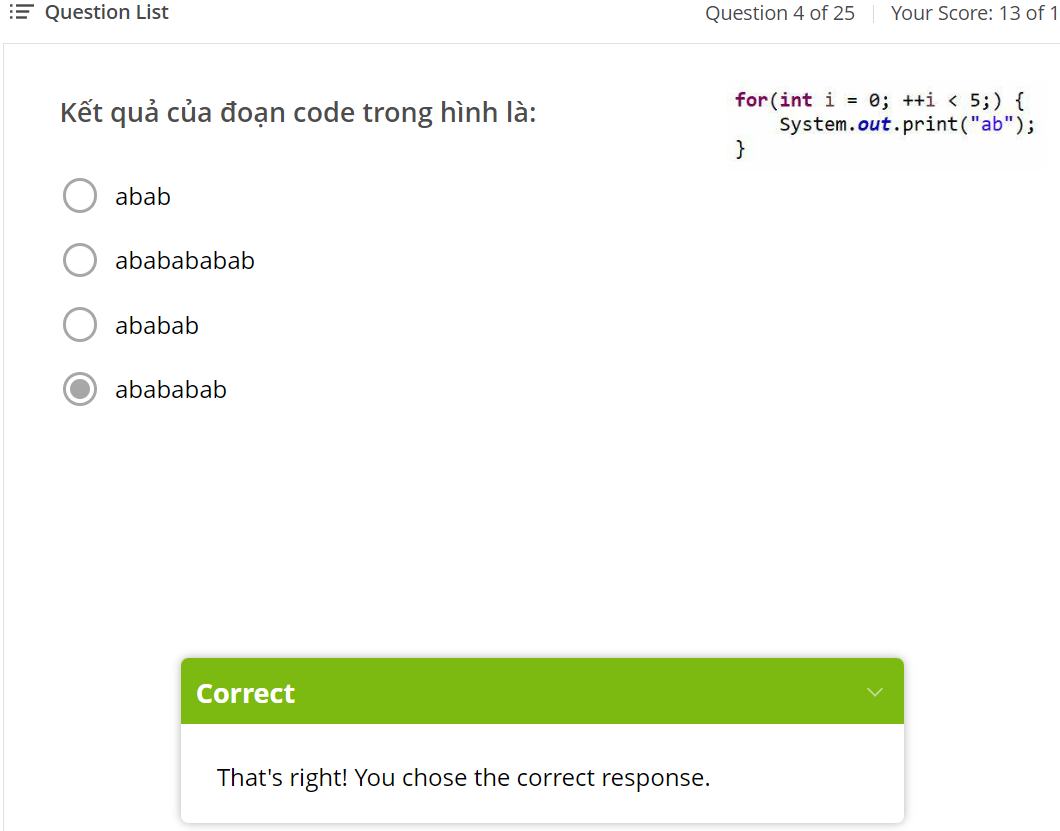 Question List
Question 4 of 25
Your Score: 13 of 1
Kết quả của đoạn code trong hình là:
for(int i = 0; ++i < 5;) {
System.out.print("ab");
}
abab
ababababab
ababab
abababab
Correct
That's right! You chose the correct response.